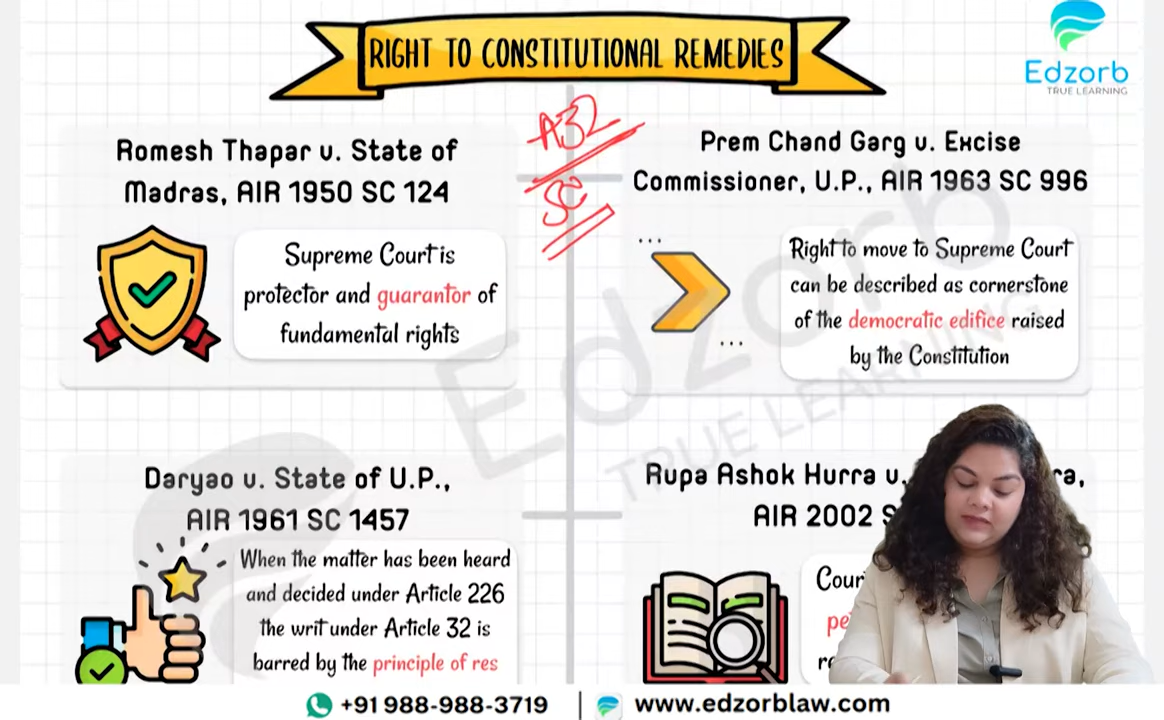 RIGHT TO CONSTITUTIONAL REMEDIES
Edzorb
TRUE LEARNING
A32
SC
Romesh Thapar v. State of
Madras, AIR 1950 SC 124
Supreme Court is
protector and guarantor of
fundamental rights
Prem Chand Garg v. Excise
Commissioner, U.P., AIR 1963 SC 996
...
Right to move to Supreme Court
can be described as cornerstone
of the democratic edifice raised
by the Constitution
...
Edzorb
TRUE LEARNING
Daryao v. State of U.P.,
AIR 1961 SC 1457
When the matter has been heard
and decided under Article 226
the writ under Article 32 is
barred by the principle of res
Rupa Ashok Hurra v.
AIR 2002
+91 988-988-3719 | www.edzorblaw.com